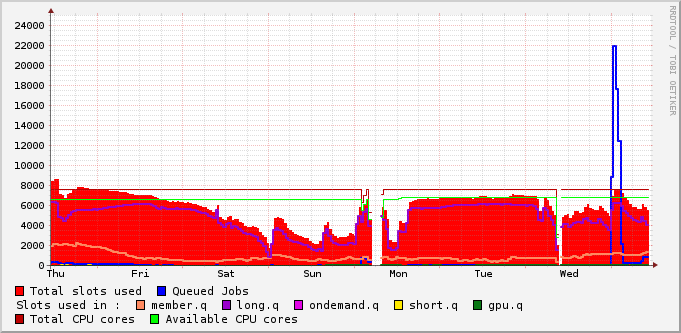 RRDTOOL / TOBI OETIKER
24000
22000
20000
18000
16000
14000
12000
10000
8000
6000
4000
2000
0
Thu Fri Sat Sun Mon Tue Wed
Total slots used Queued Jobs
Slots used in : member.q long.q ondemand.q short.q gpu.q
Total CPU cores Available CPU cores